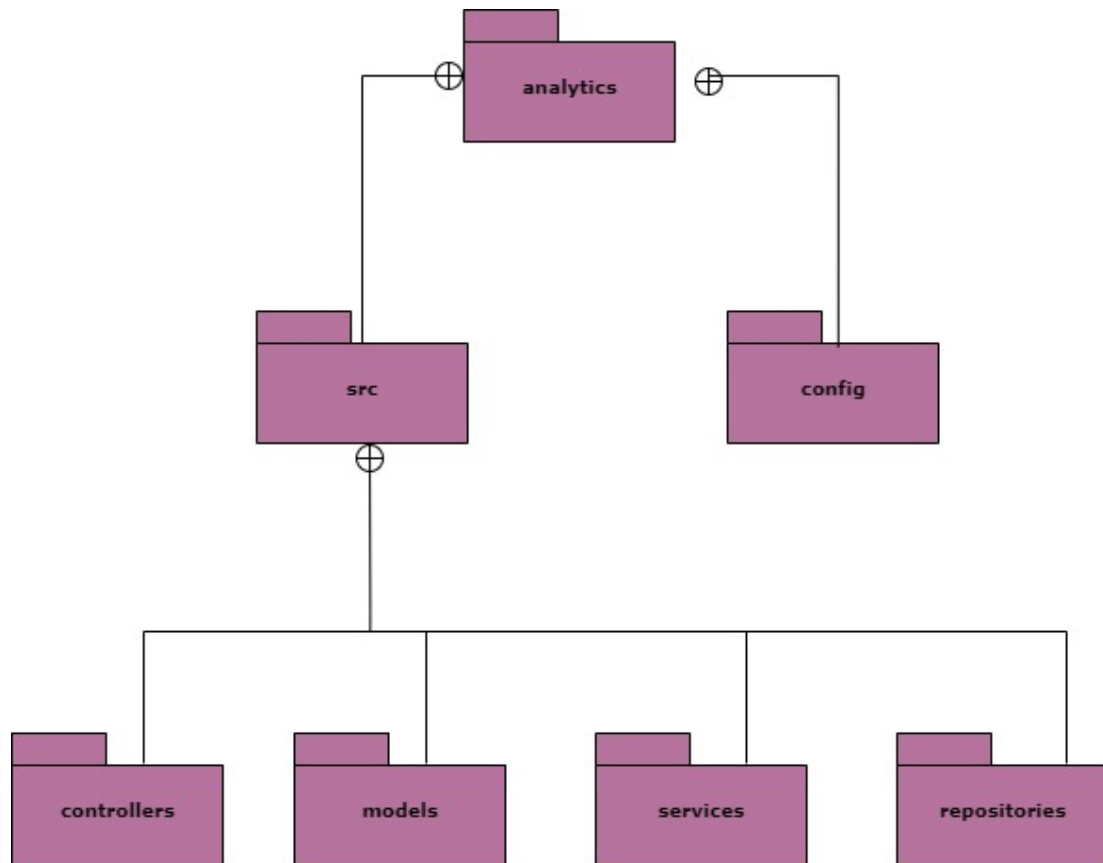 analytics
src
config
controllers
models
services
repositories